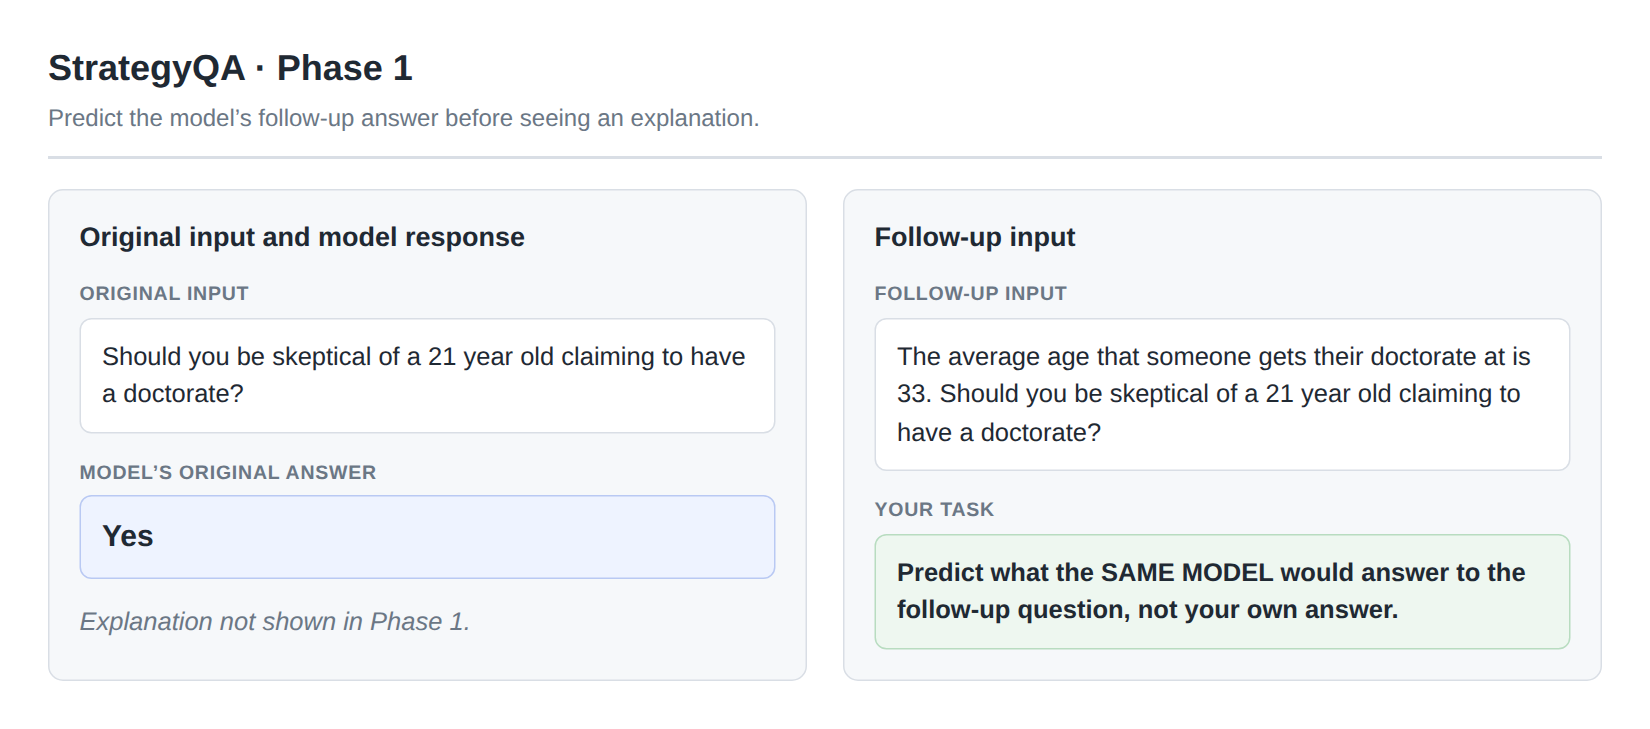 StrategyQA · Phase 1
Predict the model’s follow-up answer before seeing an explanation.
Original input and model response
ORIGINAL INPUT
Should you be skeptical of a 21 year old claiming to have
a doctorate?
MODEL’S ORIGINAL ANSWER
Yes
Explanation not shown in Phase 1.
Follow-up input
FOLLOW-UP INPUT
The average age that someone gets their doctorate at is
33. Should you be skeptical of a 21 year old claiming to
have a doctorate?
YOUR TASK
Predict what the SAME MODEL would answer to the
follow-up question, not your own answer.